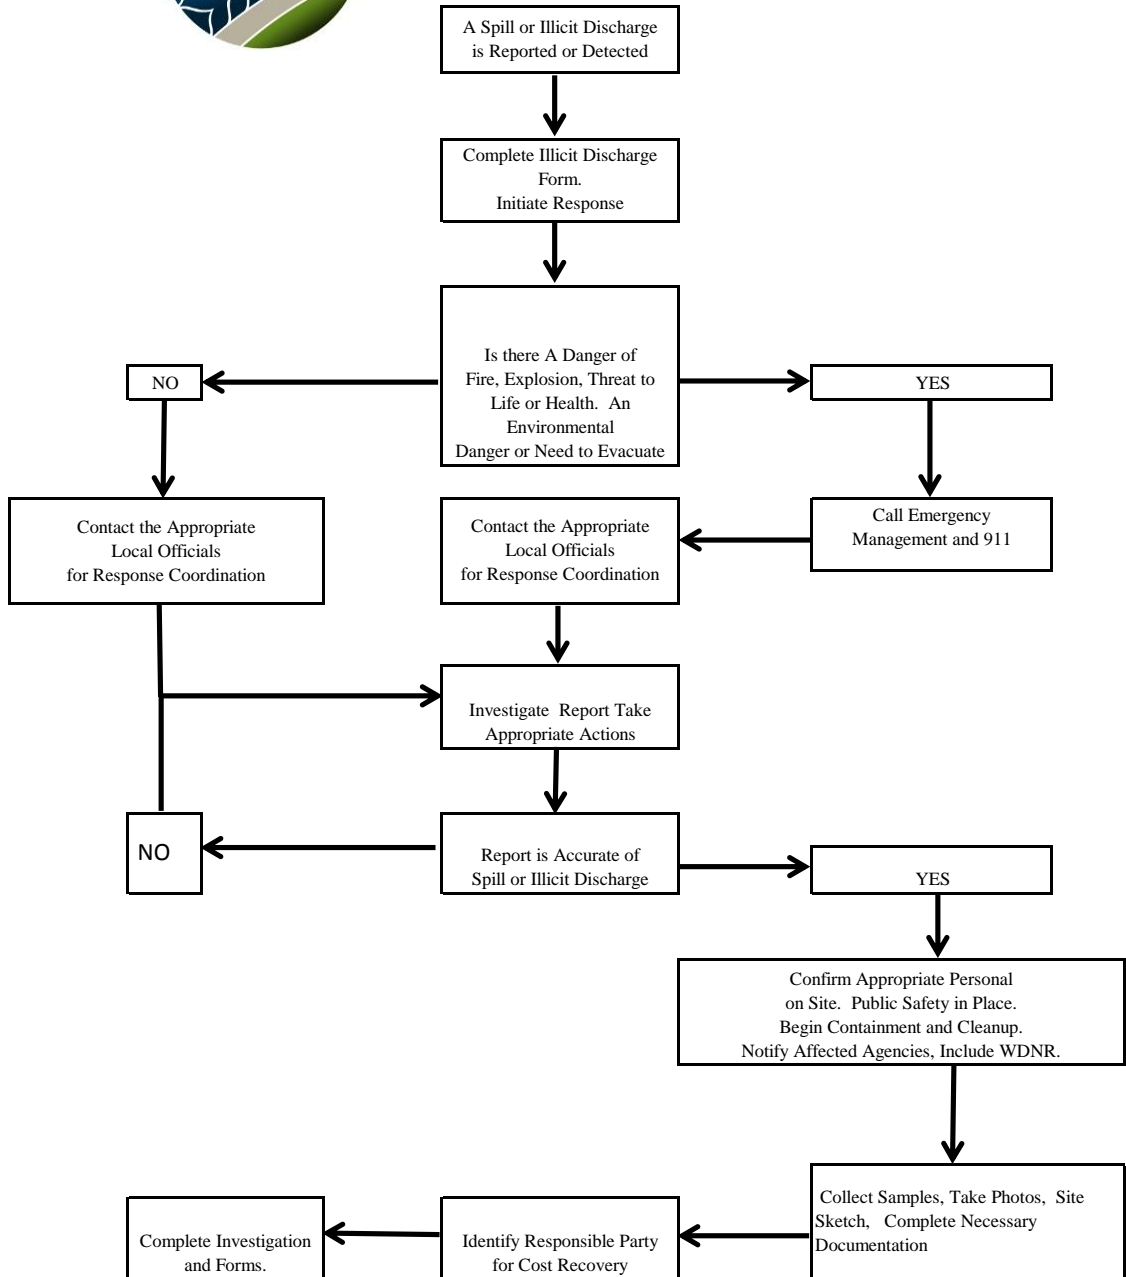 A Spill or Illicit Discharge
is Reported or Detected
Complete Illicit Discharge
Form.
Initiate Response
Is there A Danger of
Fire, Explosion, Threat to
Life or Health. An
Environmental
Danger or Need to Evacuate
NO
YES
Contact the Appropriate
Local Officials
for Response Coordination
Contact the Appropriate
Local Officials
for Response Coordination
Call Emergency
Management and 911
Investigate Report Take
Appropriate Actions
NO
Report is Accurate of
Spill or Illicit Discharge
YES
Confirm Appropriate Personal
on Site. Public Safety in Place.
Begin Containment and Cleanup.
Notify Affected Agencies, Include WDNR.
Collect Samples, Take Photos, Site
Sketch, Complete Necessary
Documentation
Identify Responsible Party
for Cost Recovery
Complete Investigation
and Forms.